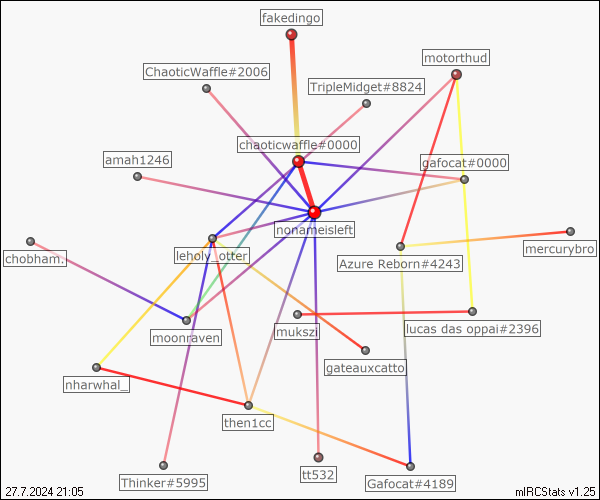 fakedingo
motorthud
ChaoticWaffle#2006
TripleMidget#8824
chaoticwaffle#0000
amah1246
gafocat#0000
nonameisleft
mercurybro
leholy_otter
chobham.
Azure Reborn#4243
lucas das oppai#2396
mukszi
moonraven
gateauxcatto
nharwhal_
then1cc
tt532
Thinker#5995
Gafocat#4189
27.7.2024 21:05
mIRCStats v1.25